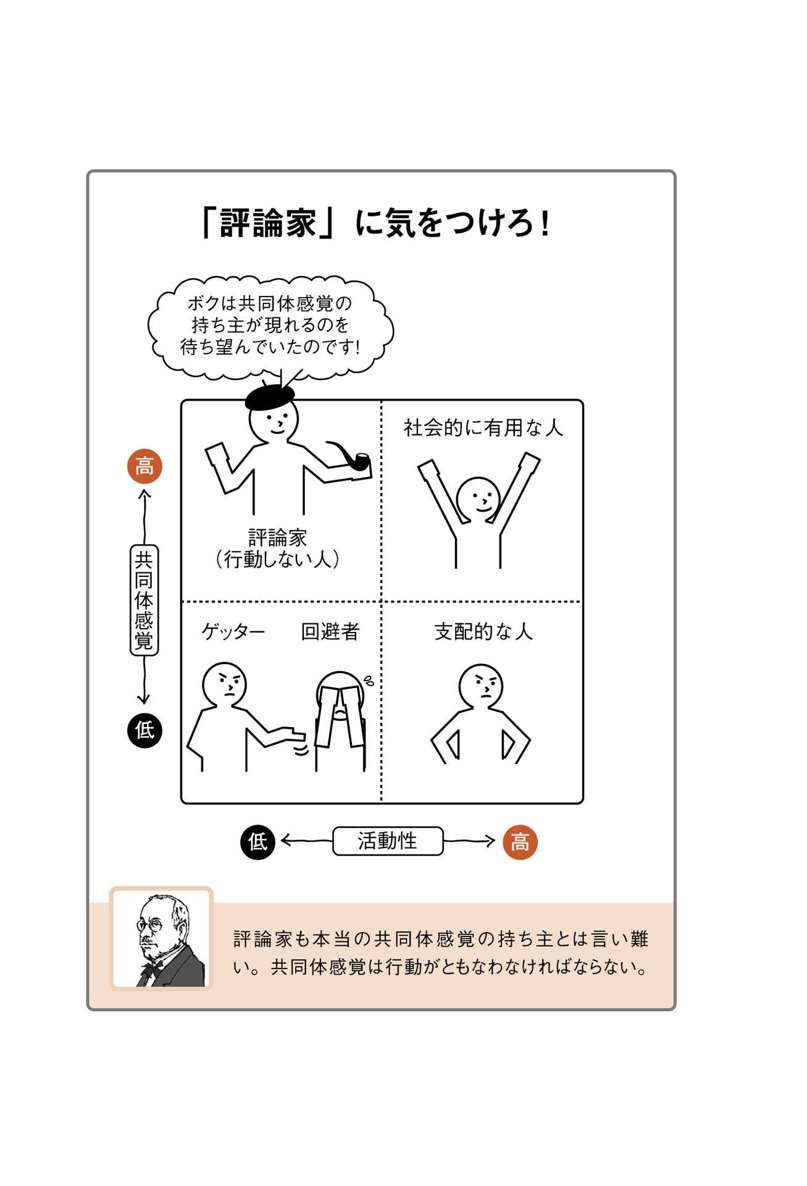 「評論家」に気をつけろ!
ボクは共同体感覚の
持ち主が現れるのを
待ち望んでいたのです!
社会的に有用な人
高
評論家
（行動しない人）
共同体感覚
ゲッター
回避者
支配的な人
低
低
活動性
高
評論家も本当の共同体感覚の持ち主とは言い難
い。共同体感覚は行動がともなわなければならない。